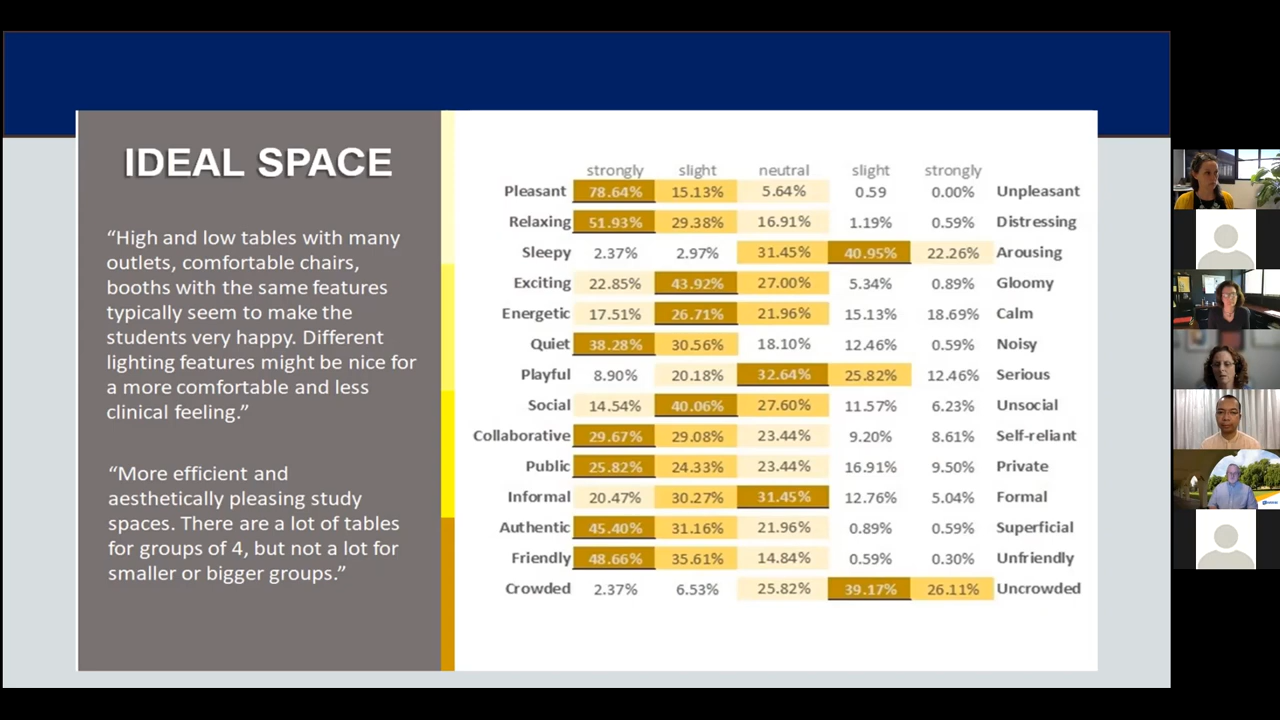 IDEAL SPACE
“High and low tables with many
outlets, comfortable chairs,
booths with the same features
typically seem to make the
students very happy. Different
lighting features might be nice for
a more comfortable and less
clinical feeling.”
“More efficient and
aesthetically pleasing study
spaces. There are a lot of tables
for groups of 4, but not a lot for
smaller or bigger groups.”
strongly slight neutral slight strongly
Pleasant 78.64% 15.13% 5.64% 0.59 0.00% Unpleasant
Relaxing 51.93% 29.38% 16.91% 1.19% 0.59% Distressing
Sleepy 2.37% 2.97% 31.45% 40.95% 22.26% Arousing
Exciting 22.85% 43.92% 27.00% 5.34% 0.89% Gloomy
Energetic 17.51% 26.71% 21.96% 15.13% 18.69% Calm
Quiet 38.28% 30.56% 18.10% 12.46% 0.59% Noisy
Playful 8.90% 20.18% 32.64% 25.82% 12.46% Serious
Social 14.54% 40.06% 27.60% 11.57% 6.23% Unsocial
Collaborative 29.67% 29.08% 23.44% 9.20% 8.61% Self-reliant
Public 25.82% 24.33% 23.44% 16.91% 9.50% Private
Informal 20.47% 30.27% 31.45% 12.76% 5.04% Formal
Authentic 45.40% 31.16% 21.96% 0.89% 0.59% Superficial
Friendly 48.66% 35.61% 14.84% 0.59% 0.30% Unfriendly
Crowded 2.37% 6.53% 25.82% 39.17% 26.11% Uncrowded